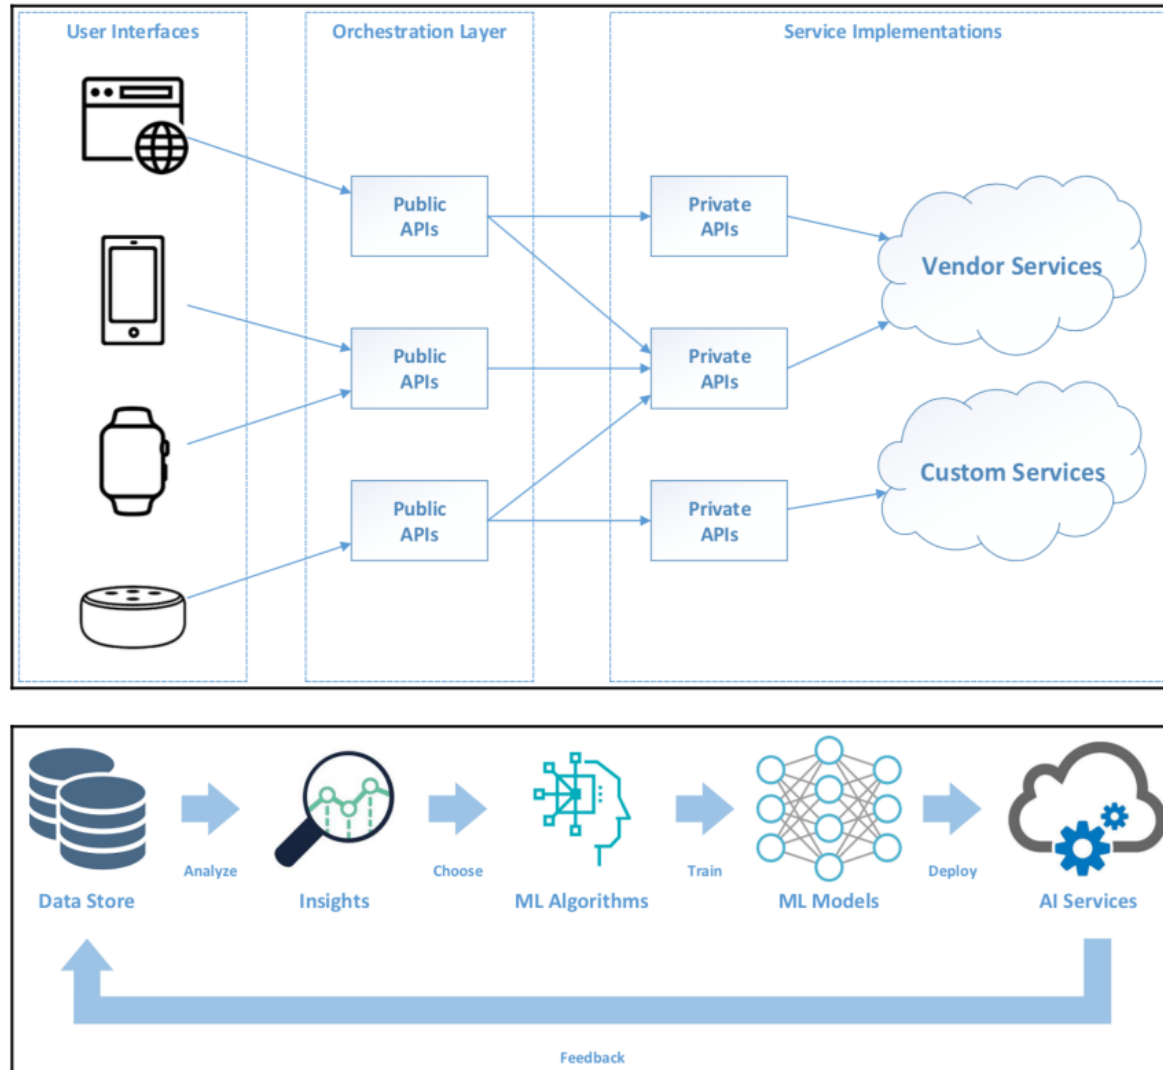 User Interfaces
Orchestration Layer
Service Implementations
Public
APIs
Private
APIs
Vendor Services
Public
APIs
Private
APIs
Custom Services
Public
APIs
Private
APIs
Analyze
Choose
Train
Deploy
Data Store
Insights
ML Algorithms
ML Models
AI Services
Feedback